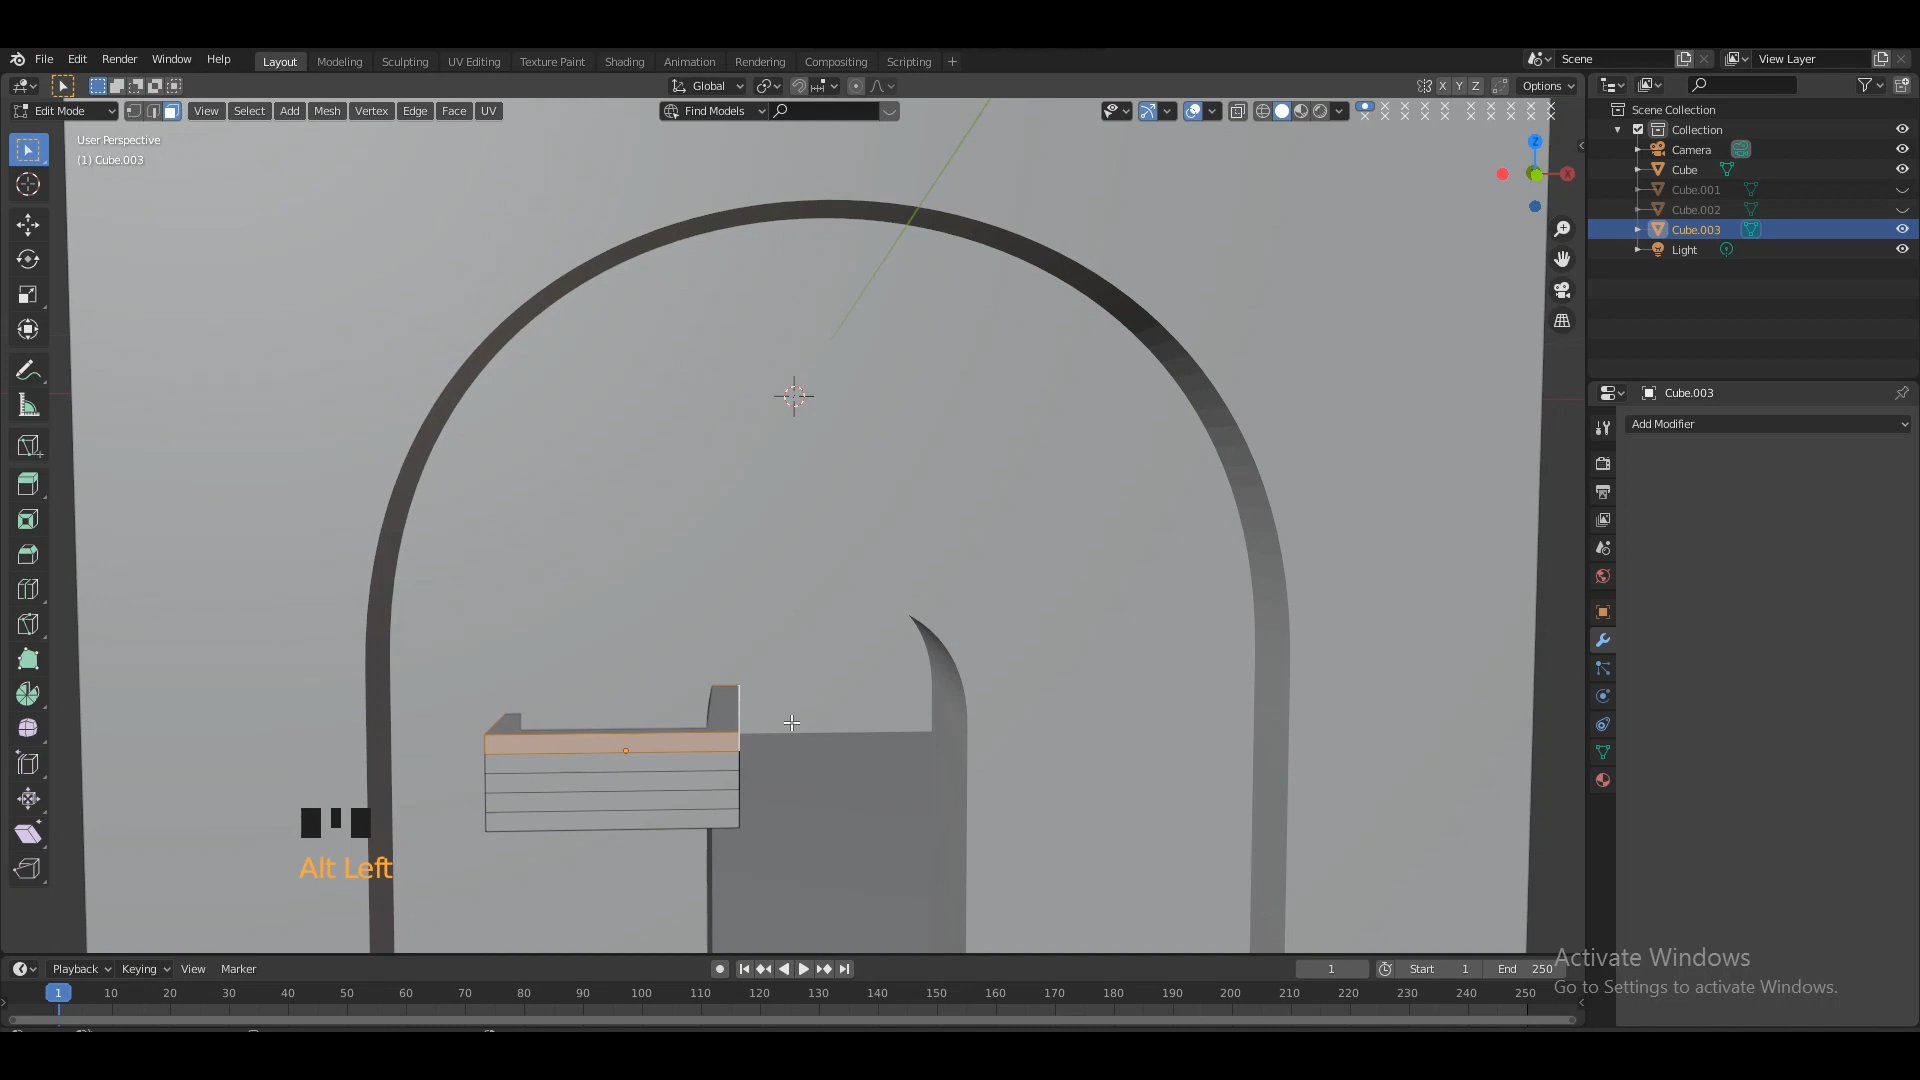 File Edit Render Window Help Layout Modeling Sculpting UV Editing Texture Paint Shading Animation Rendering Compositing Scripting + Scene View Layer
Global X Y Z Options
Edit Mode View Select Add Mesh Vertex Edge Face UV Find Models
User Perspective
(1) Cube.003
Z
X
Scene Collection
Collection
Camera
Cube
Cube.001
Cube.002
Cube.003
Light
Cube.003
Add Modifier
Alt Left
Activate Windows
Go to Settings to activate Windows.
Playback Keying View Marker 1 Start 1 End 250
1 10 20 30 40 50 60 70 80 90 100 110 120 130 140 150 160 170 180 190 200 210 220 230 240 250